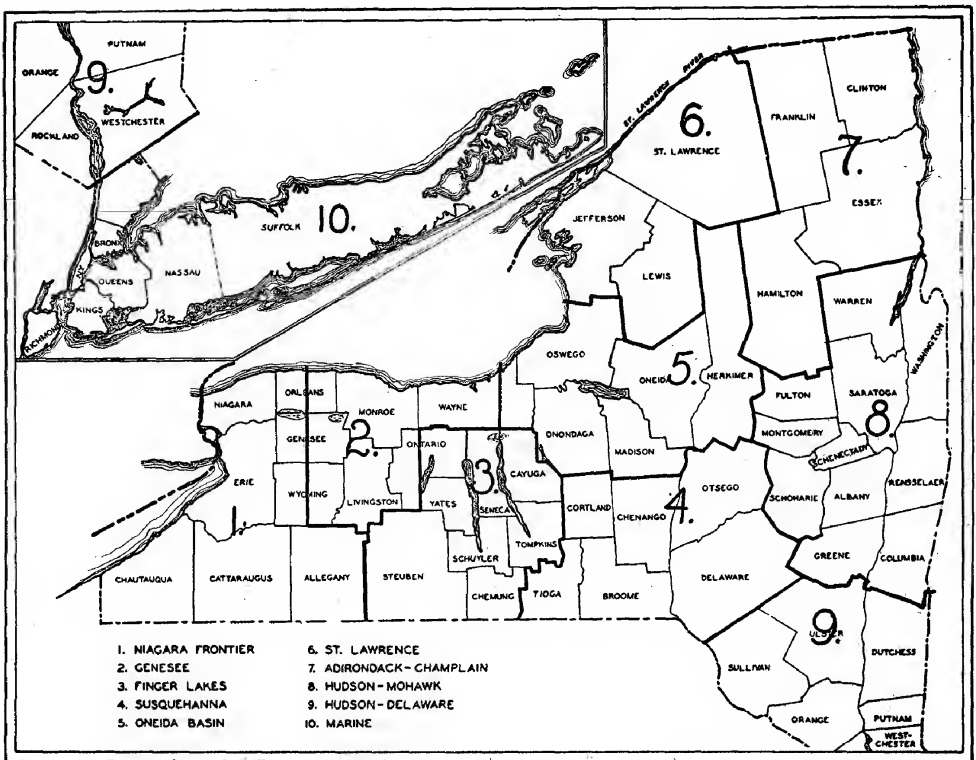 PUTNAM
ORANGE
9.
WESTCHESTER
ROCKLAND
SUFFOLK
10.
BRONX
QUEENS
NASSAU
KINGS
RICHMOND
N.Y.
ST. LAWRENCE RIVER
6.
ST. LAWRENCE
FRANKLIN
CLINTON
7.
ESSEX
JEFFERSON
LEWIS
HAMILTON
WARREN
WASHINGTON
OSWEGO
ONEIDA
5.
HERKIMER
FULTON
SARATOGA
8.
MONTGOMERY
SCHENECTADY
NIAGARA
ORLEANS
MONROE
WAYNE
GENESEE
2.
ONTARIO
ONONDAGA
MADISON
ERIE
WYOMING
LIVINGSTON
YATES
3.
SENECA
CAYUGA
OTSEGO
SCHOHARIE
ALBANY
RENSSELAER
1.
CORTLAND
CHENANGO
4.
TOMPKINS
SCHUYLER
GREENE
COLUMBIA
CHAUTAUQUA
CATTARAUGUS
ALLEGANY
STEUBEN
CHEMUNG
TIOGA
BROOME
DELAWARE
9.
ULSTER
DUTCHESS
SULLIVAN
ORANGE
PUTNAM
WEST-
CHESTER
1. NIAGARA FRONTIER
2. GENESEE
3. FINGER LAKES
4. SUSQUEHANNA
5. ONEIDA BASIN
6. ST. LAWRENCE
7. ADIRONDACK-CHAMPLAIN
8. HUDSON-MOHAWK
9. HUDSON-DELAWARE
10. MARINE